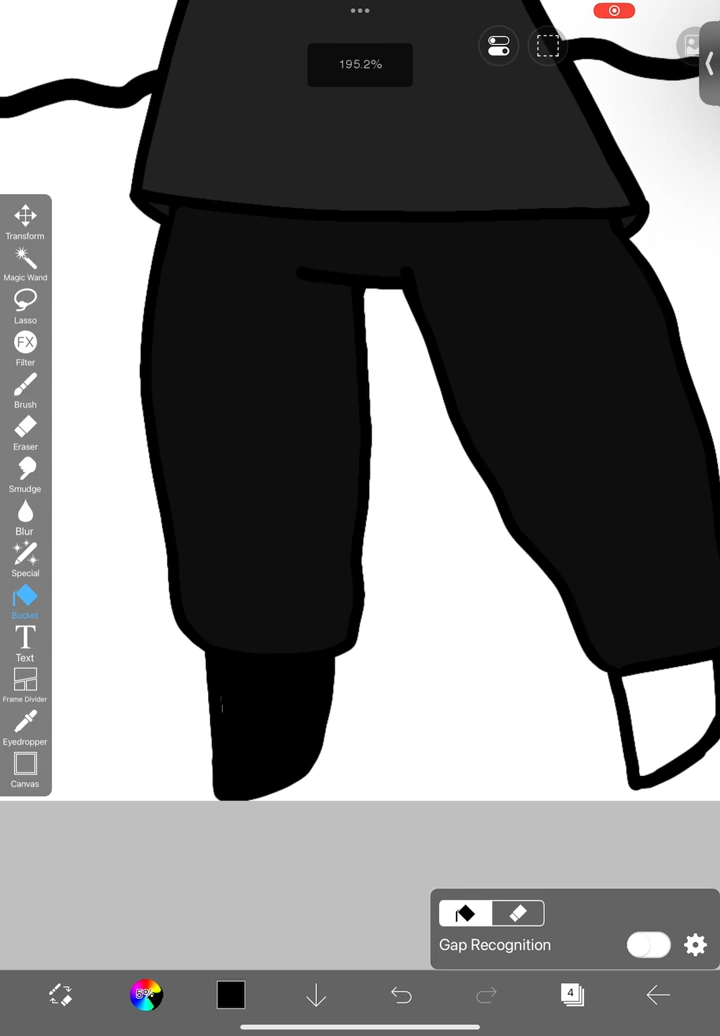 195.2%
Transform
Magic Wand
Lasso
FX
Filter
Brush
Eraser
Smudge
Blur
Special
Bucket
T
Text
Frame Divider
Eyedropper
Canvas
Gap Recognition
4